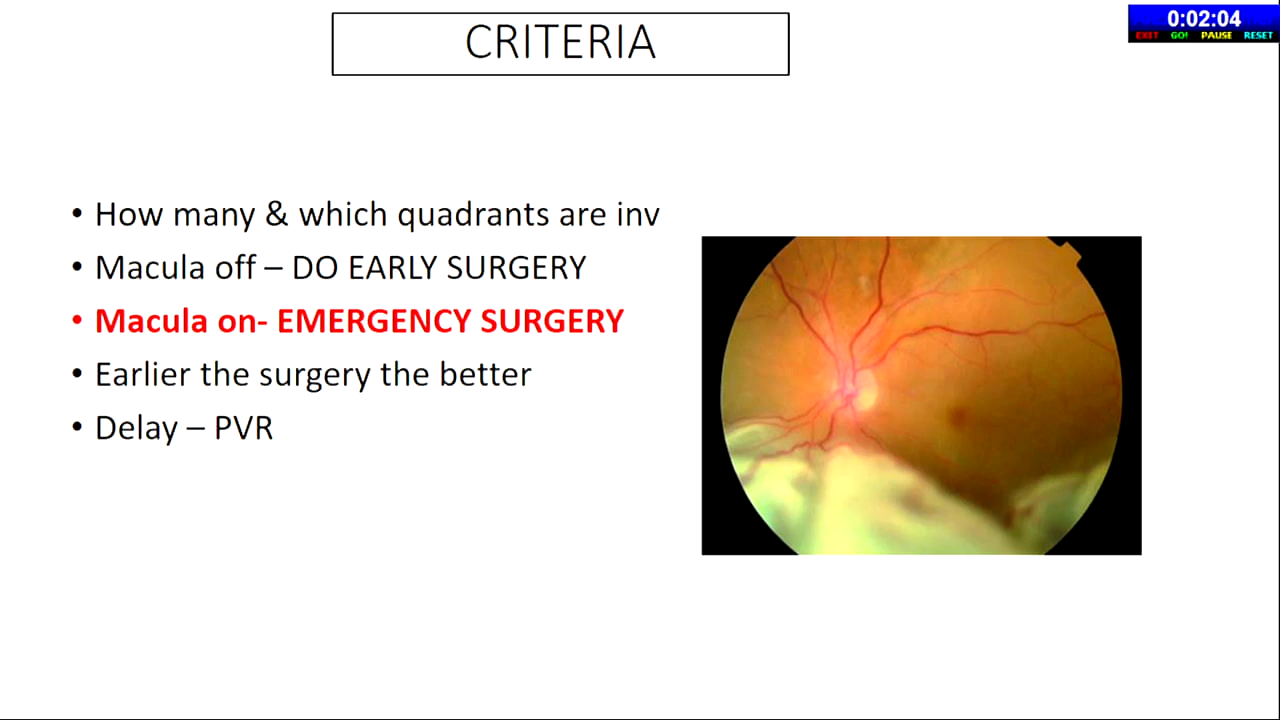 CRITERIA
0:02:04
EXIT GO! PAUSE RESET
• How many & which quadrants are inv
• Macula off – DO EARLY SURGERY
• Macula on- EMERGENCY SURGERY
• Earlier the surgery the better
• Delay – PVR